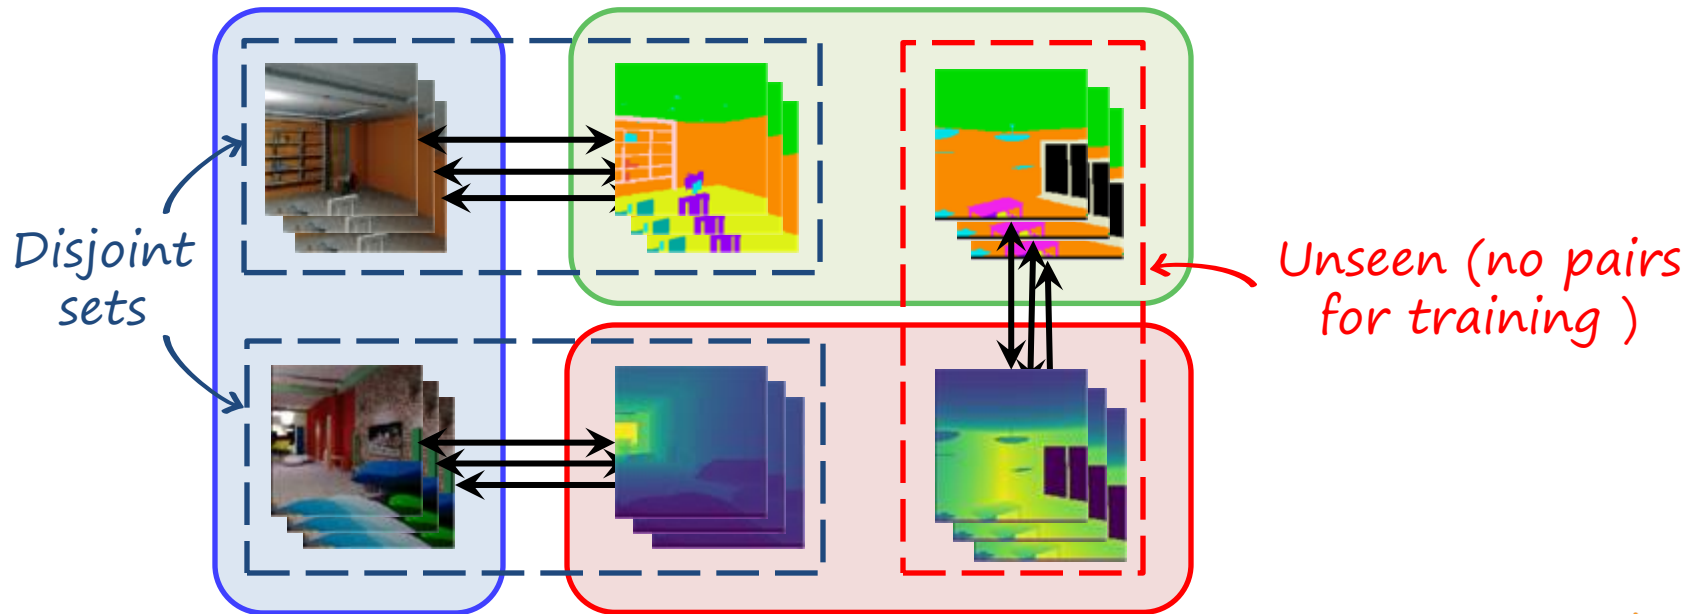 Disjoint
sets
Unseen (no pairs
for training )